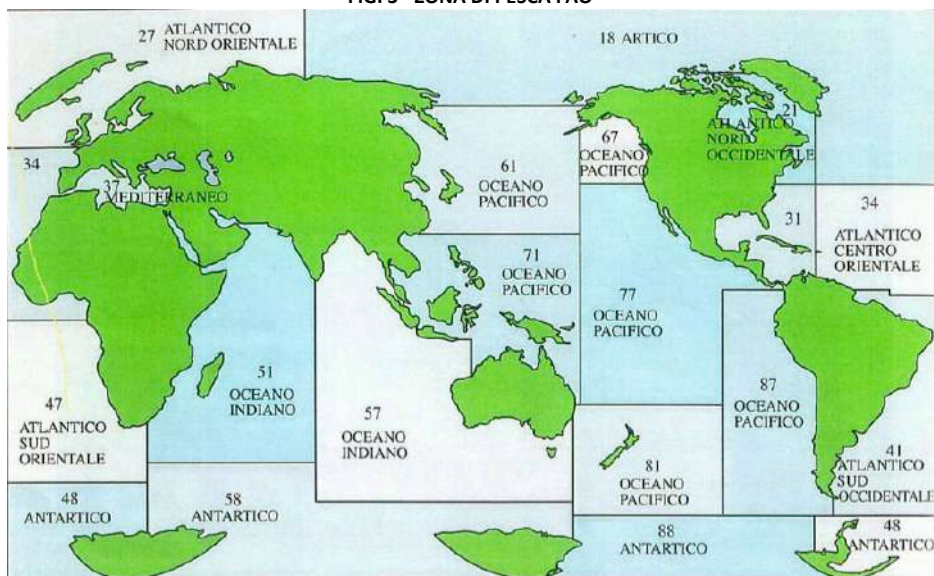 FIG. 3 - ZONA DI PESCA FAO
27 ATLANTICO
NORD ORIENTALE
18 ARTICO
21
ATLANTICO
NORD
OCCIDENTALE
67
OCEANO
PACIFICO
61
OCEANO
PACIFICO
34
37
MEDITERRANEO
31
34
ATLANTICO
CENTRO
ORIENTALE
71
OCEANO
PACIFICO
77
OCEANO
PACIFICO
51
OCEANO
INDIANO
57
OCEANO
INDIANO
87
OCEANO
PACIFICO
47
ATLANTICO
SUD
ORIENTALE
81
OCEANO
PACIFICO
41
ATLANTICO
SUD
OCCIDENTALE
48
ANTARTICO
58
ANTARTICO
88
ANTARTICO
48
ANTARTICO